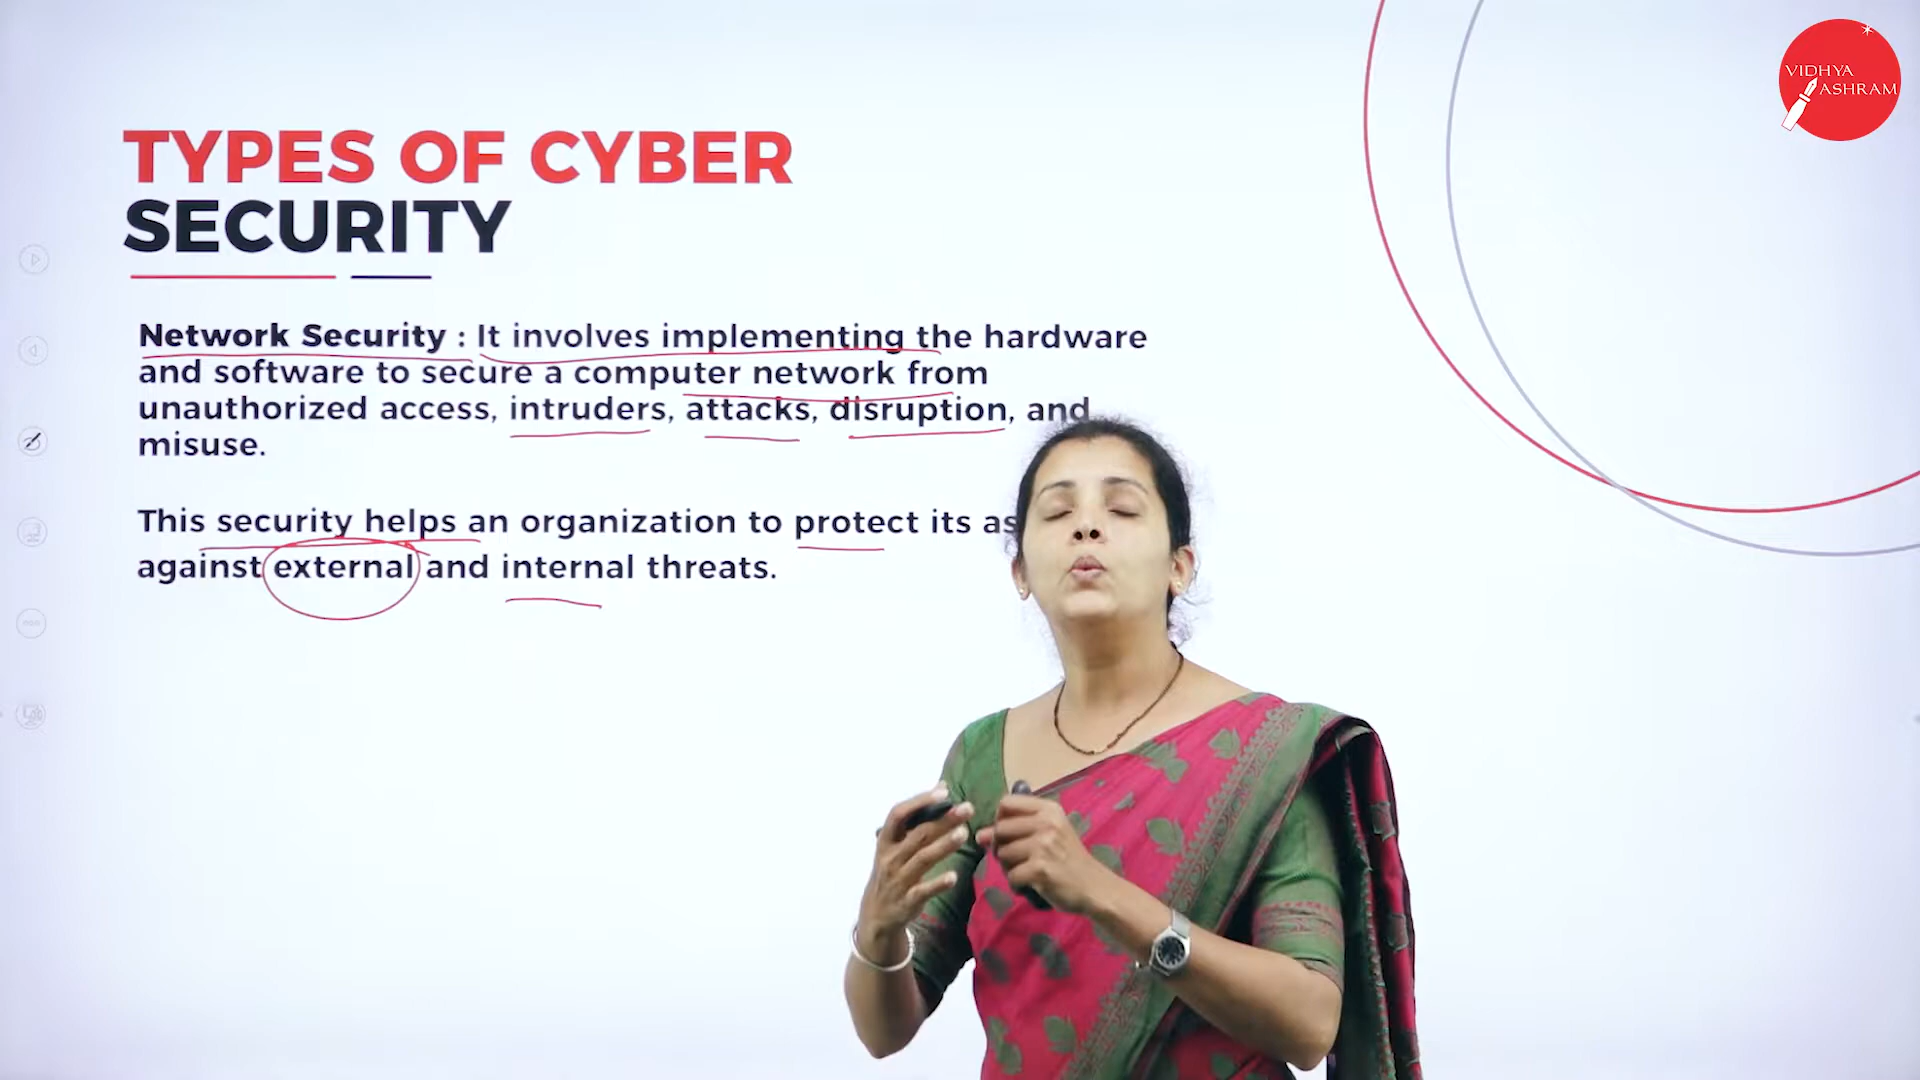 VIDHYA
ASHRAM
TYPES OF CYBER
SECURITY
Network Security : It involves implementing the hardware
and software to secure a computer network from
unauthorized access, intruders, attacks, disruption, and
misuse.
This security helps an organization to protect its
against external and internal threats.